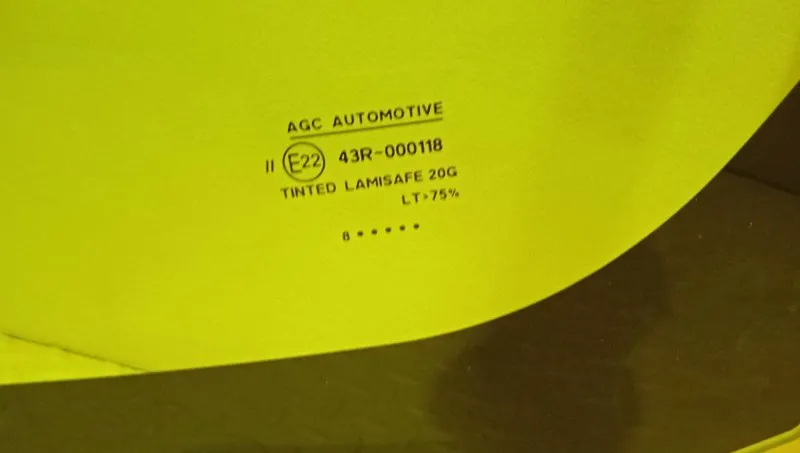 AGC AUTOMOTIVE
II E22 43R-000118
TINTED LAMISAFE 20G
LT>75%
8 • • • • •